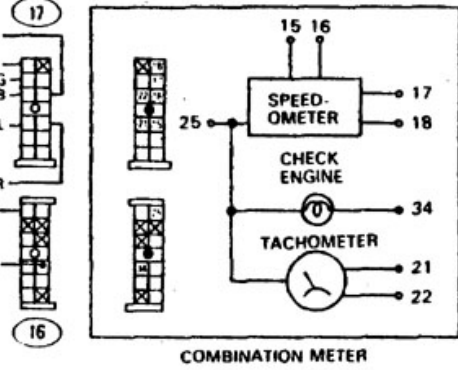 17
15 16
SPEED-
OMETER
17
25
18
CHECK
ENGINE
34
TACHOMETER
21
22
16
COMBINATION METER